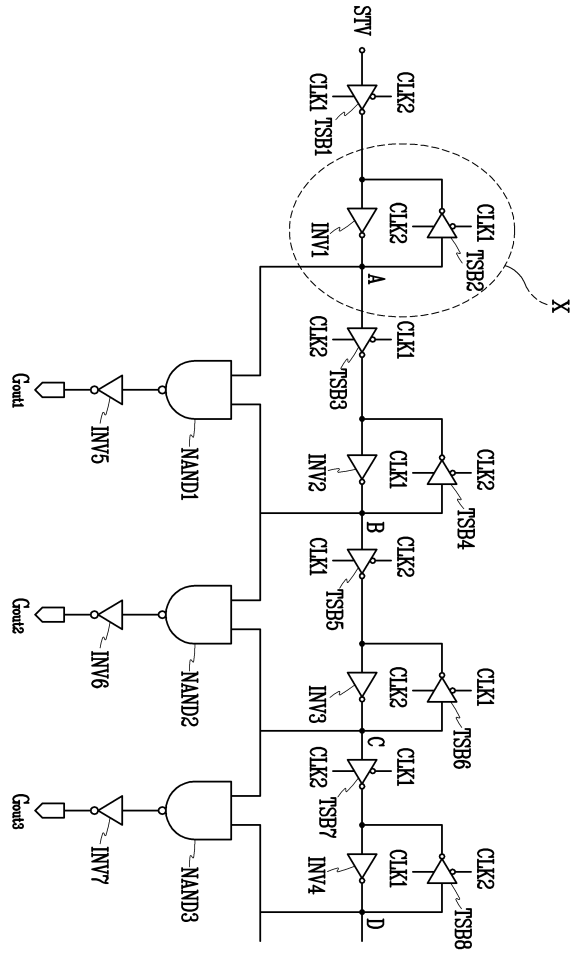 STV
CLK2
CLK1
TSB1
CLK1
CLK2
TSB2
INV1
X
A
CLK1
CLK2
TSB3
CLK2
CLK1
TSB4
INV2
B
CLK2
CLK1
TSB5
CLK1
CLK2
TSB6
INV3
C
CLK1
CLK2
TSB7
CLK2
CLK1
TSB8
INV4
D
NAND1
INV5
Gout1
NAND2
INV6
Gout2
NAND3
INV7
Gout3